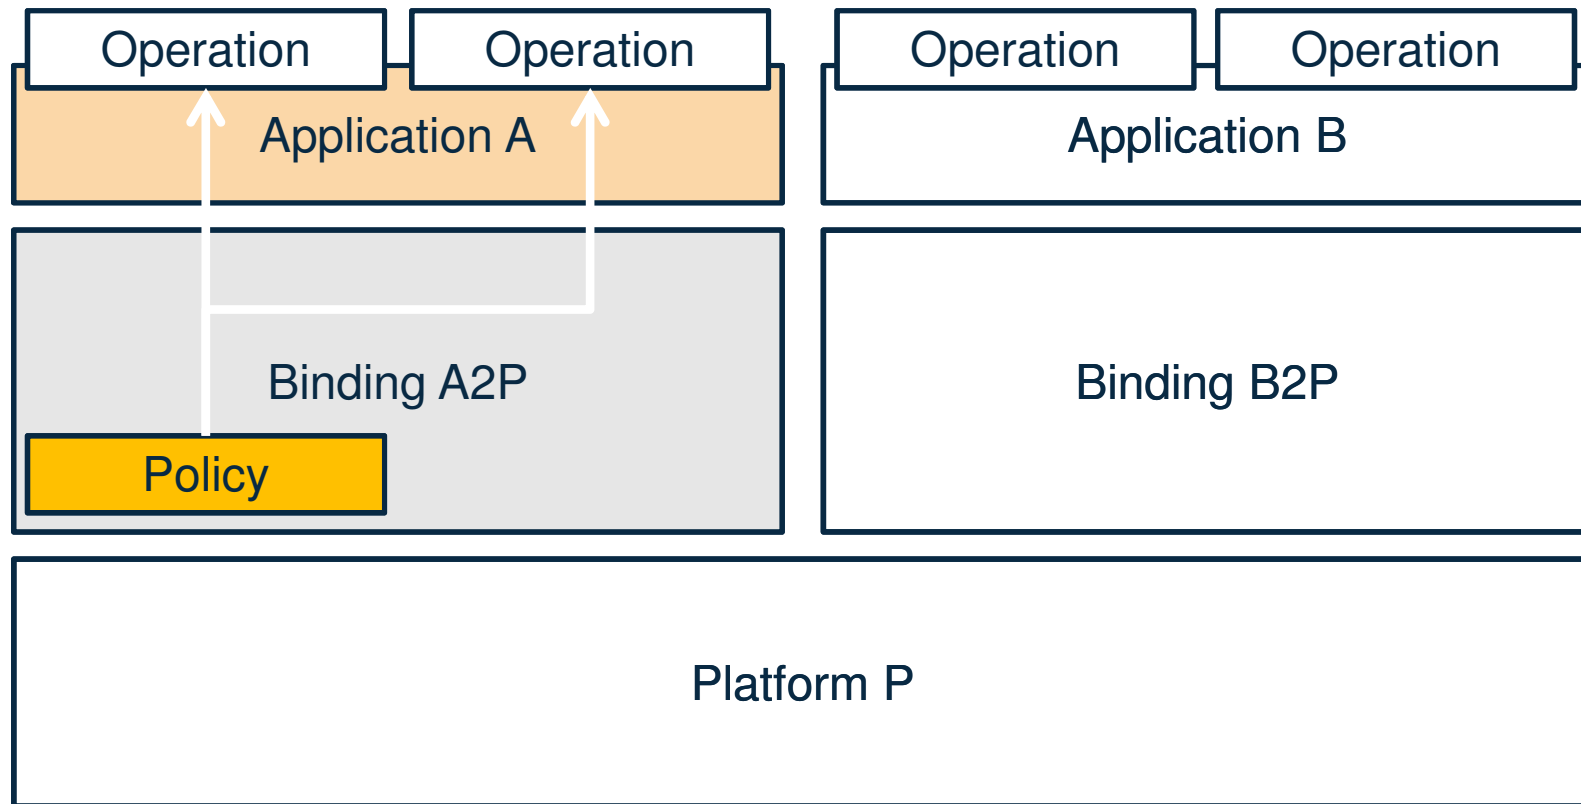 Operation
Operation
Operation
Operation
Application A
Application B
Binding A2P
Binding B2P
Policy
Platform P